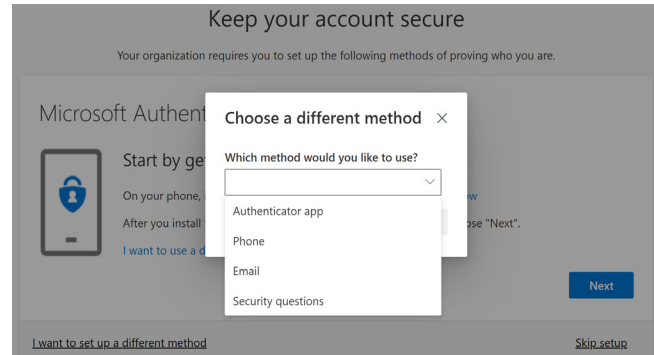 Keep your account secure
Your organization requires you to set up the following methods of proving who you are.
Microsoft Authent
Start by ge
On your phone, i
After you install
ose "Next".
I want to use a d
Choose a different method
Which method would you like to use?
Authenticator app
Phone
Email
Security questions
Next
I want to set up a different method
Skip setup